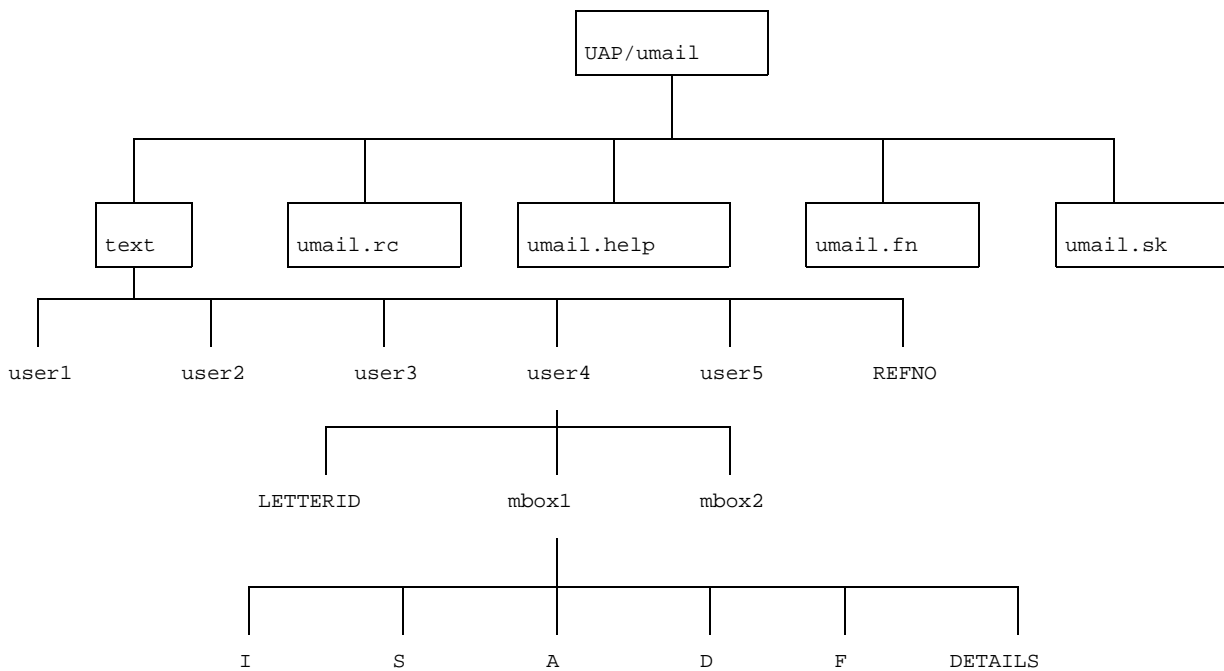 UAP/umail
text umail.rc umail.help umail.fn umail.sk
user1 user2 user3 user4 user5 REFNO
LETTERID mbox1 mbox2
I S A D F DETAILS